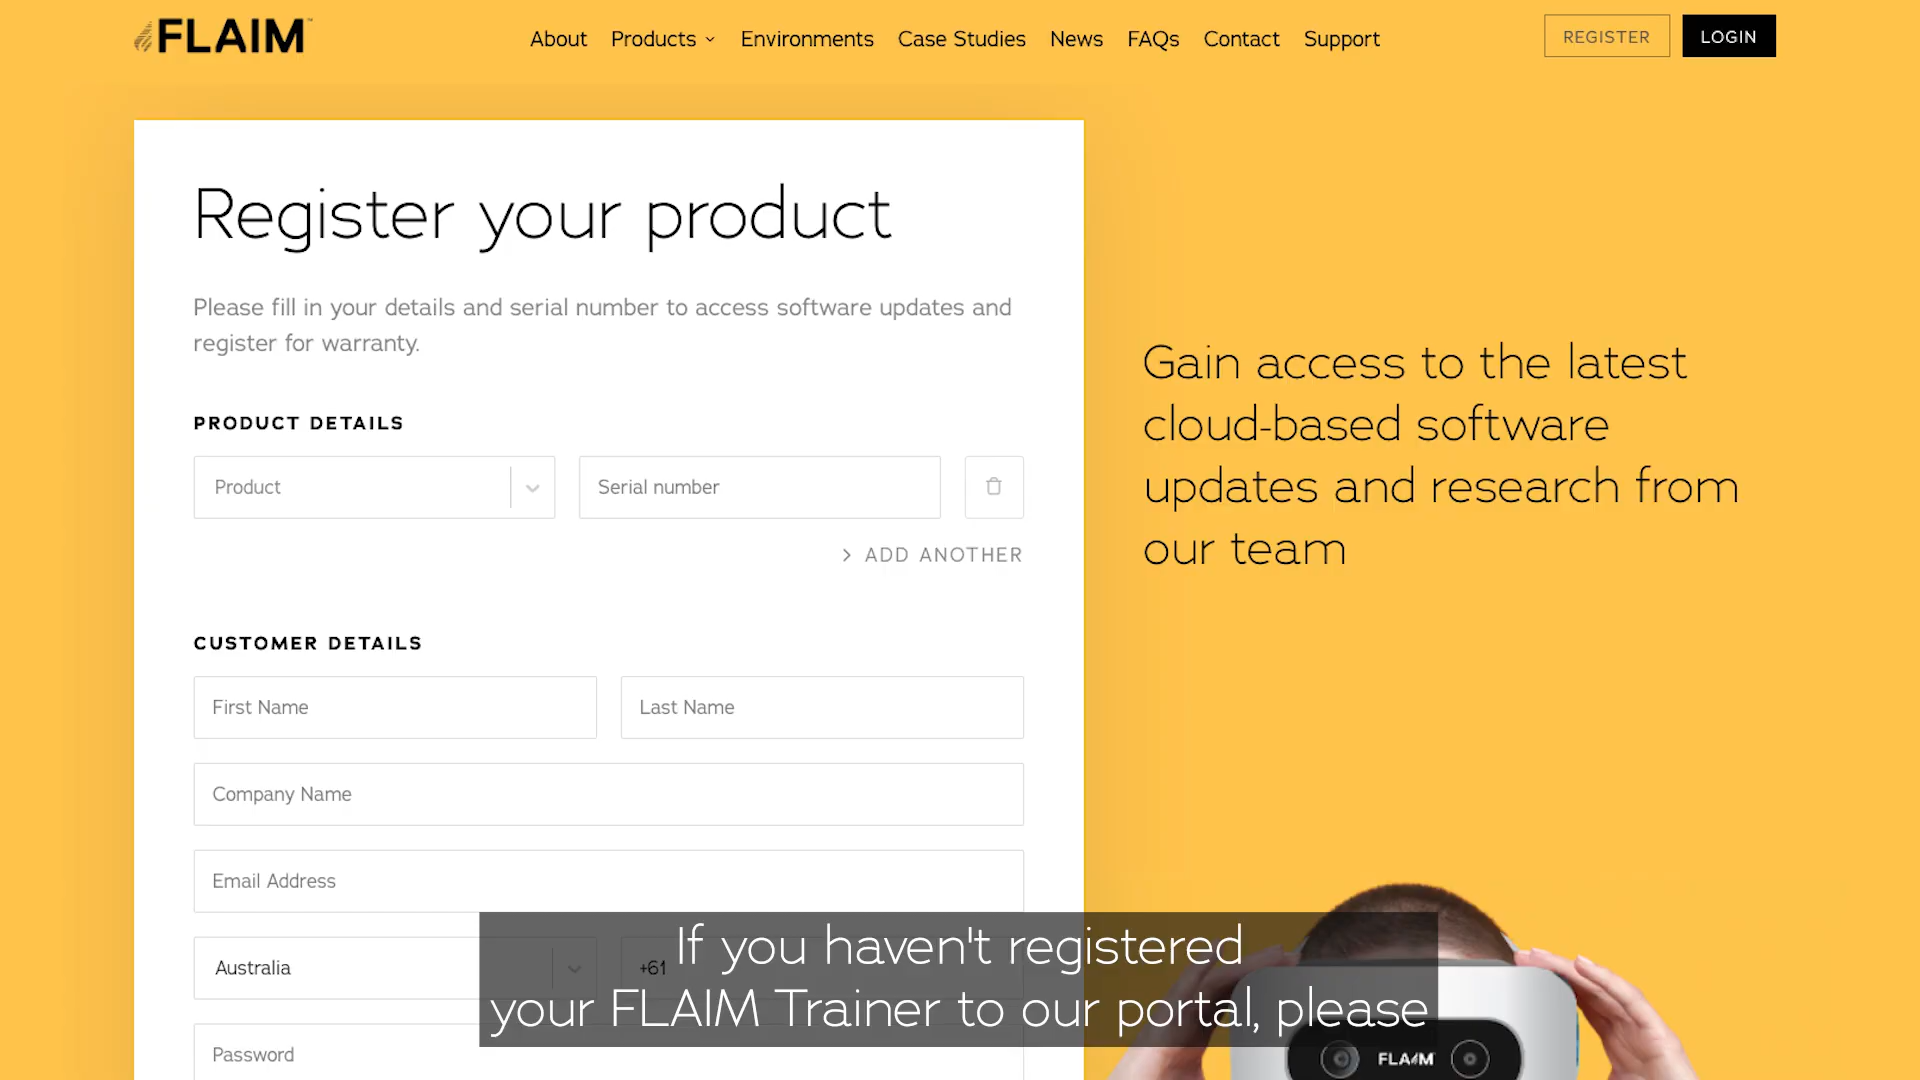 FLAIM™
About Products Environments Case Studies News FAQs Contact Support
REGISTER LOGIN
Register your product
Please fill in your details and serial number to access software updates and
register for warranty.
PRODUCT DETAILS
Product Serial number
> ADD ANOTHER
CUSTOMER DETAILS
First Name Last Name
Company Name
Email Address
Australia +61
Password
Gain access to the latest
cloud-based software
updates and research from
our team
If you haven't registered
your FLAIM Trainer to our portal, please
FLAIM